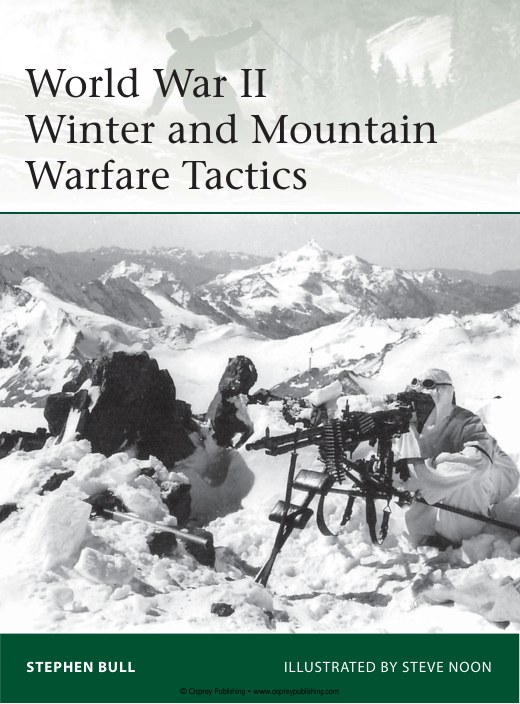 World War II
Winter and Mountain
Warfare Tactics
STEPHEN BULL
ILLUSTRATED BY STEVE NOON
© Osprey Publishing • www.ospreypublishing.com